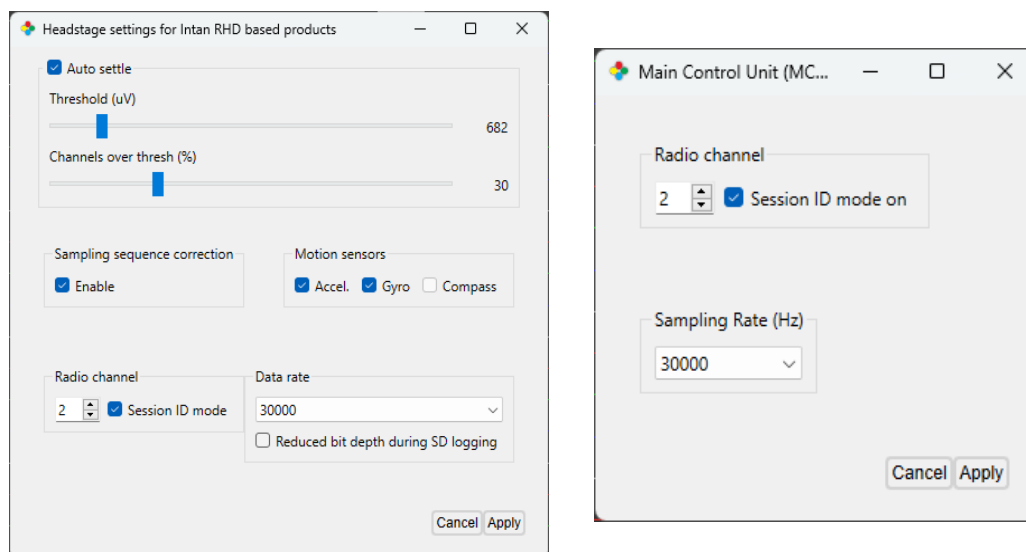 Headstage settings for Intan RHD based products
Auto settle
Threshold (uV)
682
Channels over thresh (%)
30
Sampling sequence correction
Enable
Motion sensors
Accel. Gyro Compass
Radio channel
2 Session ID mode
Data rate
30000
Reduced bit depth during SD logging
Cancel Apply
Main Control Unit (MC...
Radio channel
2 Session ID mode on
Sampling Rate (Hz)
30000
Cancel Apply